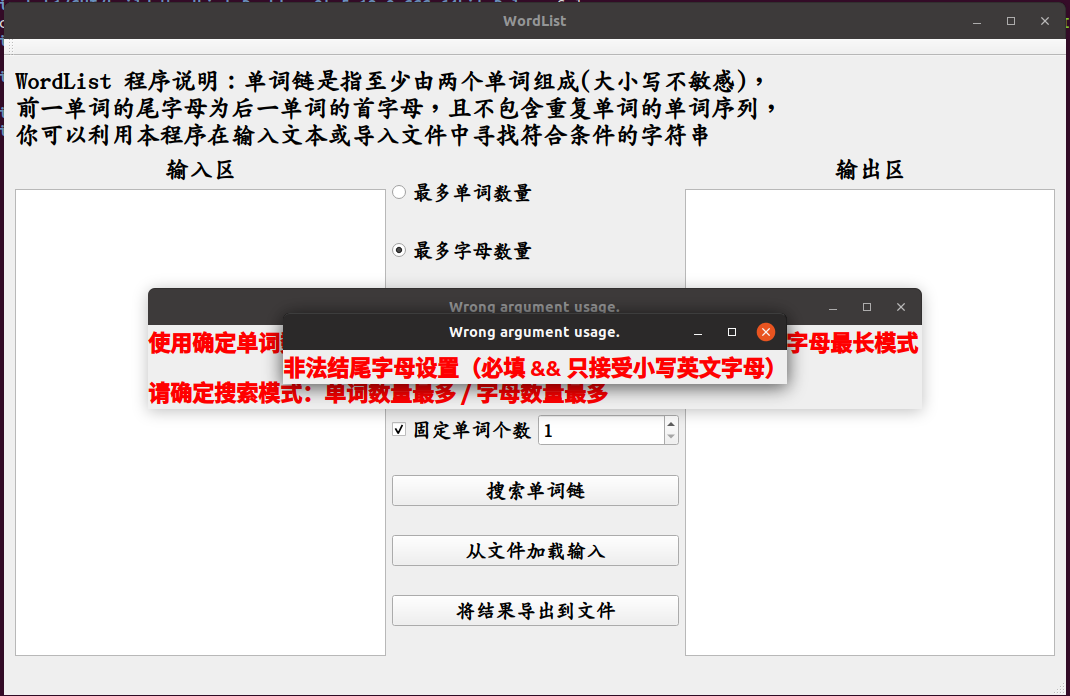 WordList
WordList 程序说明：单词链是指至少由两个单词组成(大小写不敏感)，
前一单词的尾字母为后一单词的首字母，且不包含重复单词的单词序列，
你可以利用本程序在输入文本或导入文件中寻找符合条件的字符串
输入区
输出区
最多单词数量
最多字母数量
Wrong argument usage.
Wrong argument usage.
使用确定单词
字母最长模式
非法结尾字母设置（必填 && 只接受小写英文字母）
请确定搜索模式：单词数量最多 / 字母数量最多
固定单词个数 1
搜索单词链
从文件加载输入
将结果导出到文件